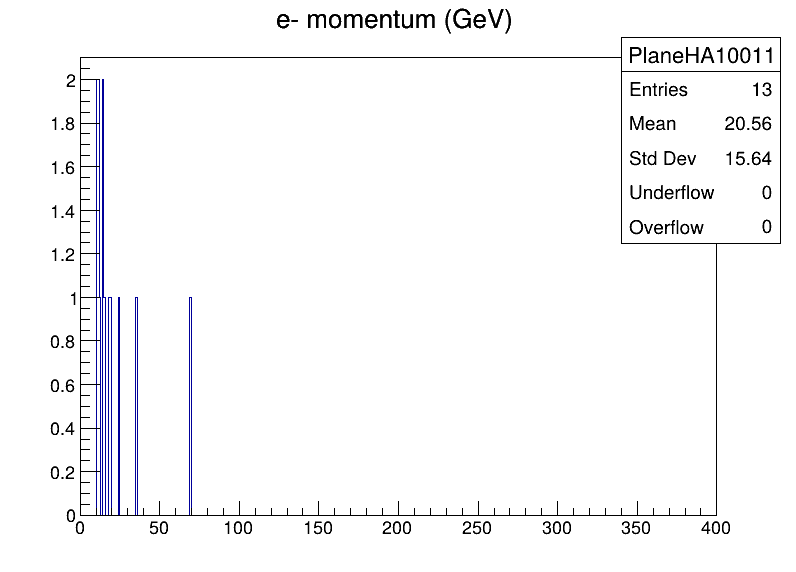 e- momentum (GeV)
PlaneHA10011
Entries 13
Mean 20.56
Std Dev 15.64
Underflow 0
Overflow 0
2
1.8
1.6
1.4
1.2
1
0.8
0.6
0.4
0.2
0
0 50 100 150 200 250 300 350 400